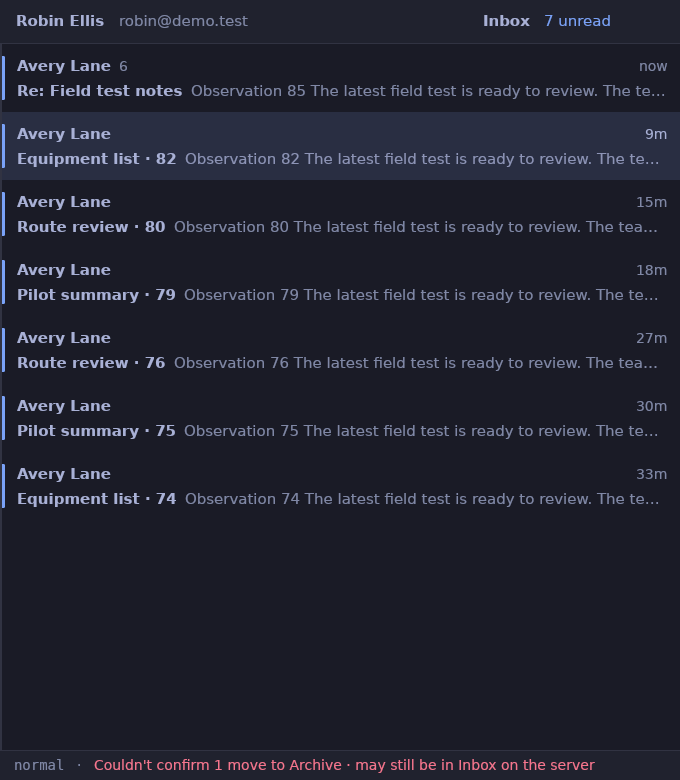 Robin Ellis robin@demo.test Inbox 7 unread
Avery Lane 6 now
Re: Field test notes Observation 85 The latest field test is ready to review. The te…
Avery Lane 9m
Equipment list · 82 Observation 82 The latest field test is ready to review. The te…
Avery Lane 15m
Route review · 80 Observation 80 The latest field test is ready to review. The tea…
Avery Lane 18m
Pilot summary · 79 Observation 79 The latest field test is ready to review. The te…
Avery Lane 27m
Route review · 76 Observation 76 The latest field test is ready to review. The tea…
Avery Lane 30m
Pilot summary · 75 Observation 75 The latest field test is ready to review. The te…
Avery Lane 33m
Equipment list · 74 Observation 74 The latest field test is ready to review. The te…
normal · Couldn't confirm 1 move to Archive · may still be in Inbox on the server